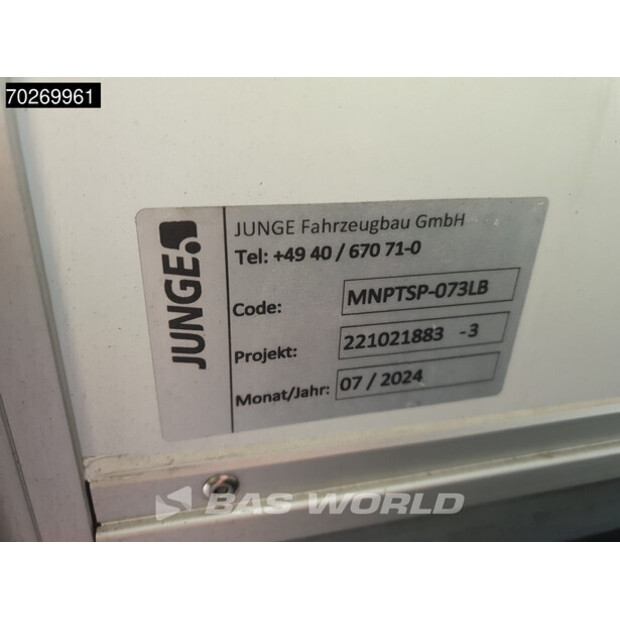 70269961
JUNGE
JUNGE Fahrzeugbau GmbH
Tel: +49 40 / 670 71-0
Code: MNPTSP-073LB
Projekt: 221021883 -3
Monat/Jahr: 07 / 2024
BAS WORLD